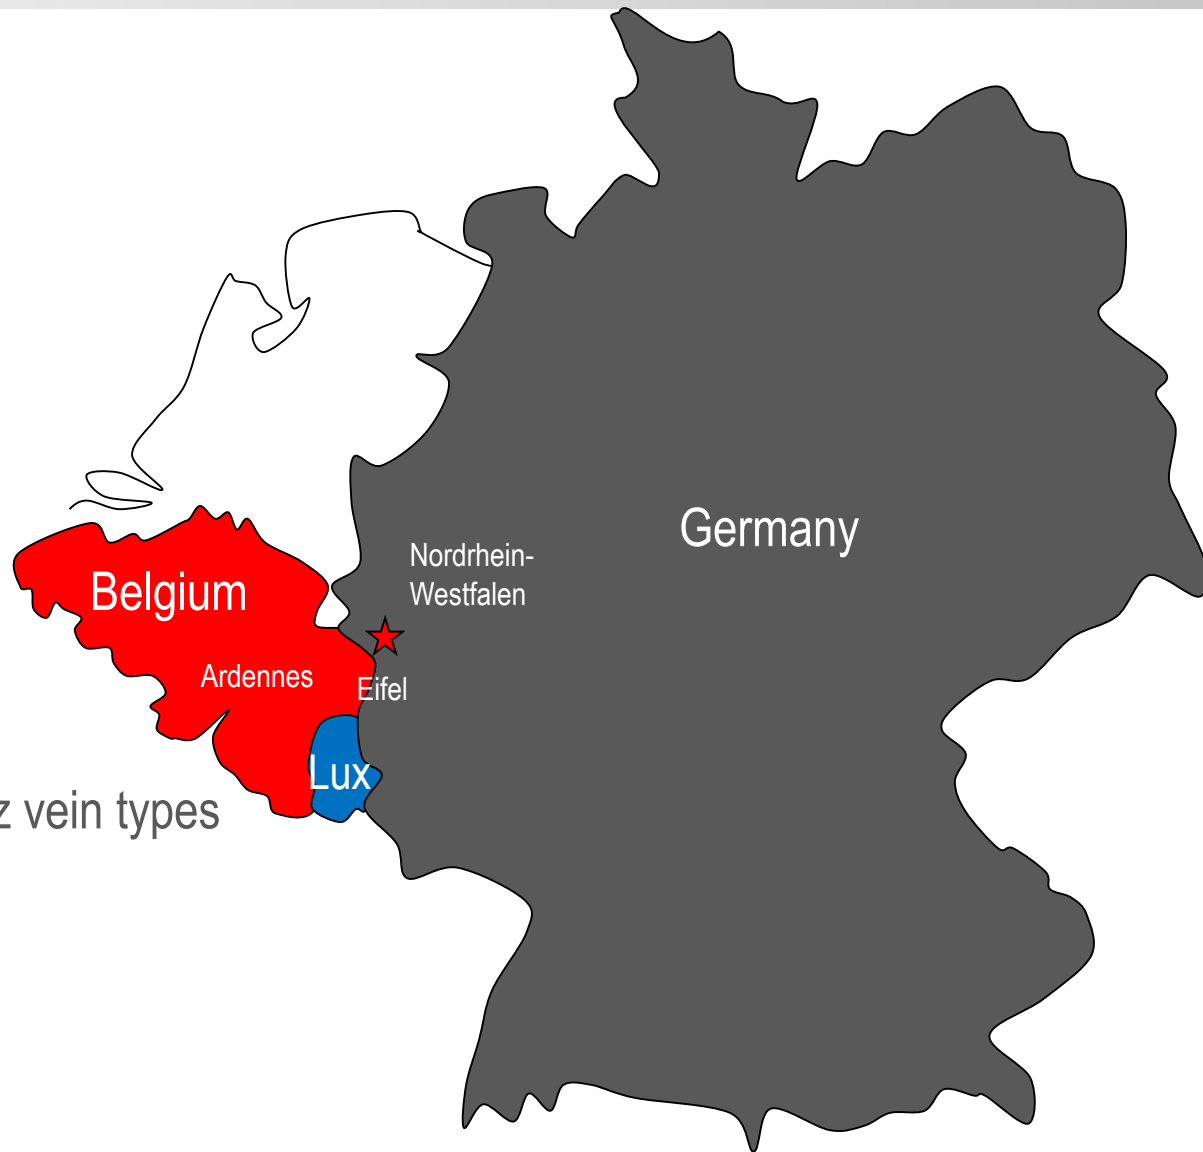 Germany
Nordrhein-
Westfalen
Belgium
Ardennes
Eifel
Lux
z vein types